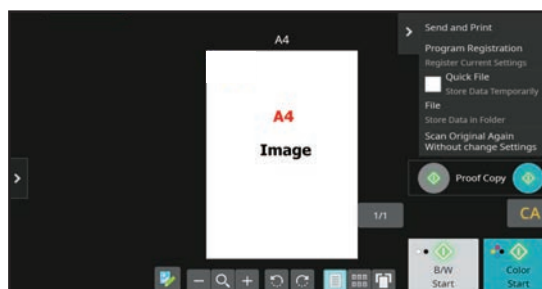 A4
A4
Image
1/1
Send and Print
Program Registration
Register Current Settings
Quick File
Store Data Temporarily
File
Store Data in Folder
Scan Original Again
Without change Settings
Proof Copy
CA
B/W
Start
Color
Start